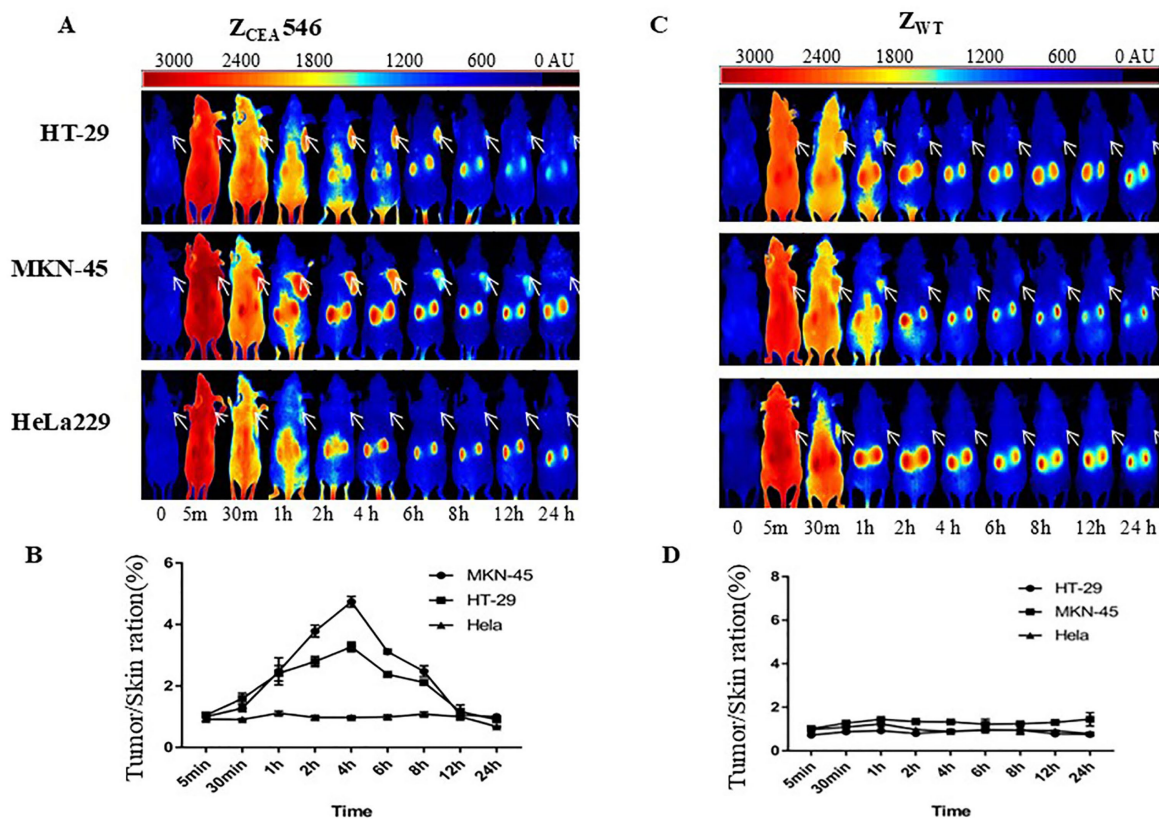 A
Z_CEA 546
3000 2400 1800 1200 600 0 AU
HT-29
MKN-45
HeLa229
0 5m 30m 1h 2h 4 h 6h 8h 12h 24 h
B
Tumor/Skin ration(%)
6
4
2
0
MKN-45
HT-29
Hela
5min 30min 1h 2h 4h 6h 8h 12h 24h
Time
C
Z_WT
3000 2400 1800 1200 600 0 AU
0 5m 30m 1h 2h 4 h 6h 8h 12h 24 h
D
Tumor/Skin ration(%)
8
6
4
2
0
HT-29
MKN-45
Hela
5min 30min 1h 2h 4h 6h 8h 12h 24h
Time